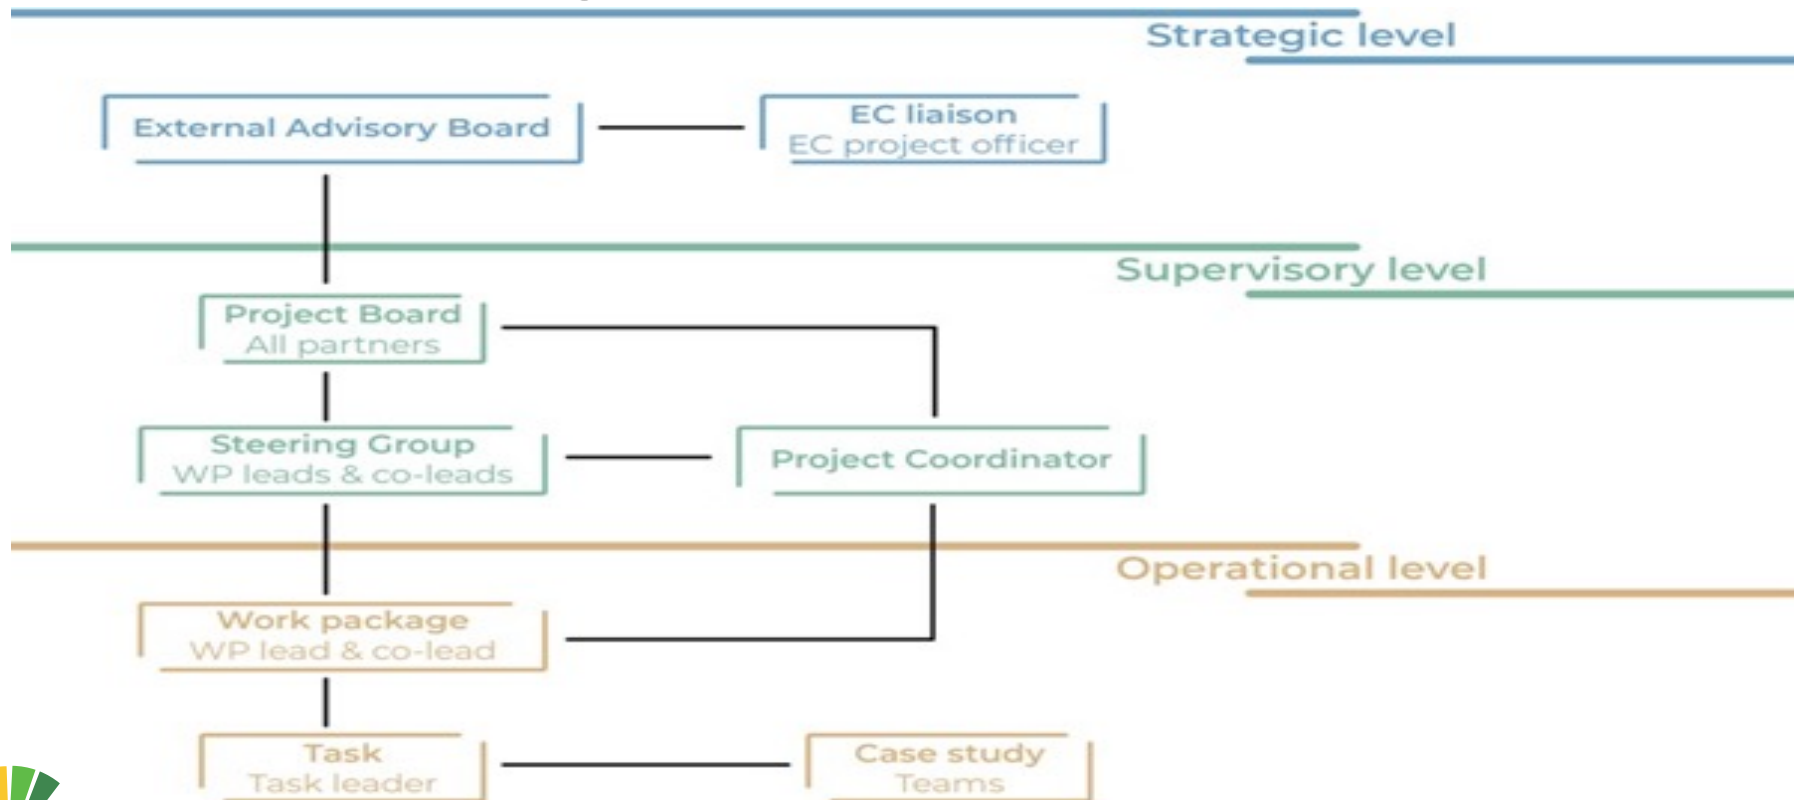 Strategic level
External Advisory Board
EC liaison
EC project officer
Supervisory level
Project Board
All partners
Steering Group
WP leads & co-leads
Project Coordinator
Operational level
Work package
WP lead & co-lead
Task
Task leader
Case study
Teams